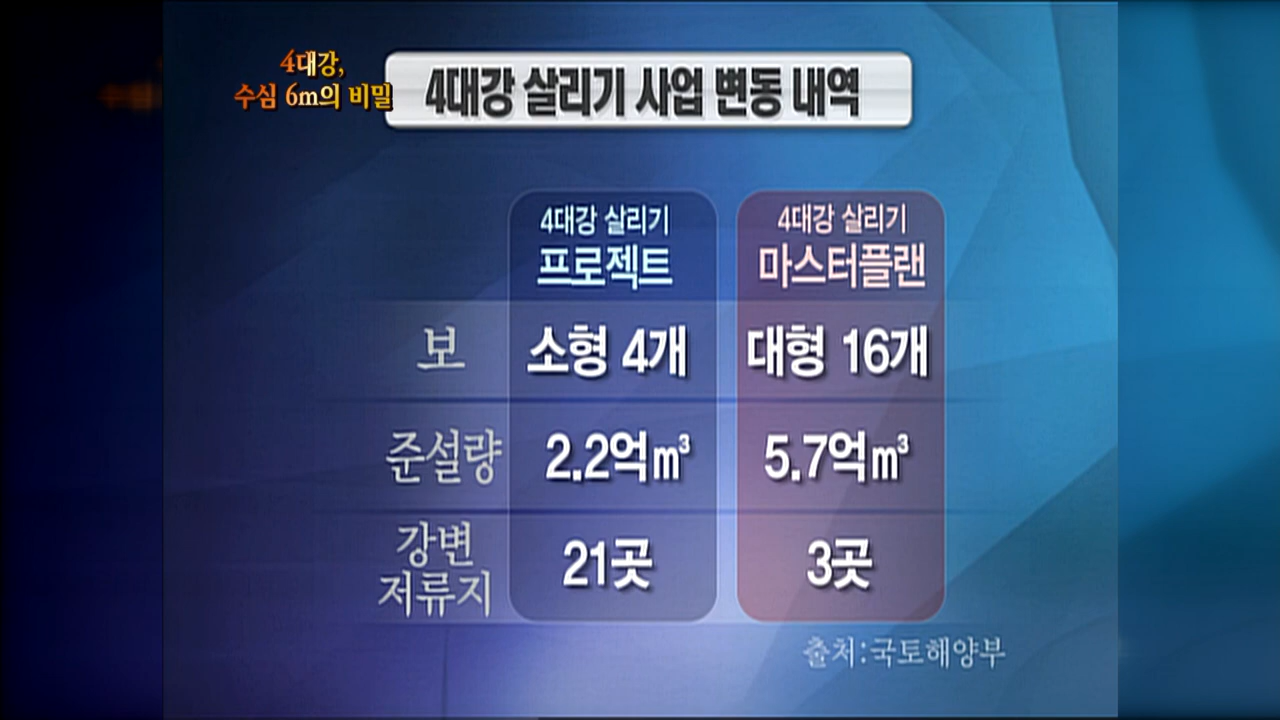 4대강,
수심 6m의 비밀
4대강 살리기 사업 변동 내역
4대강 살리기
프로젝트
4대강 살리기
마스터플랜
보
소형 4개
대형 16개
준설량
2.2억㎥
5.7억㎥
강변
저류지
21곳
3곳
출처:국토해양부